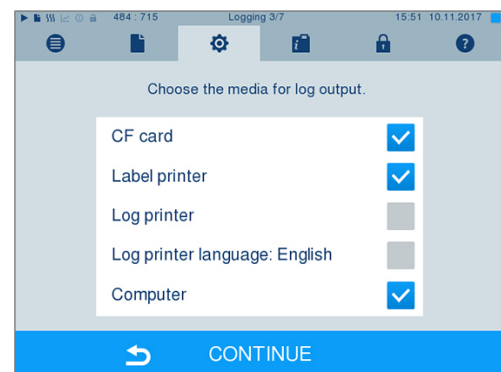 484 : 715 Logging 3/7 15:51 10.11.2017
Choose the media for log output.
CF card
Label printer
Log printer
Log printer language: English
Computer
CONTINUE